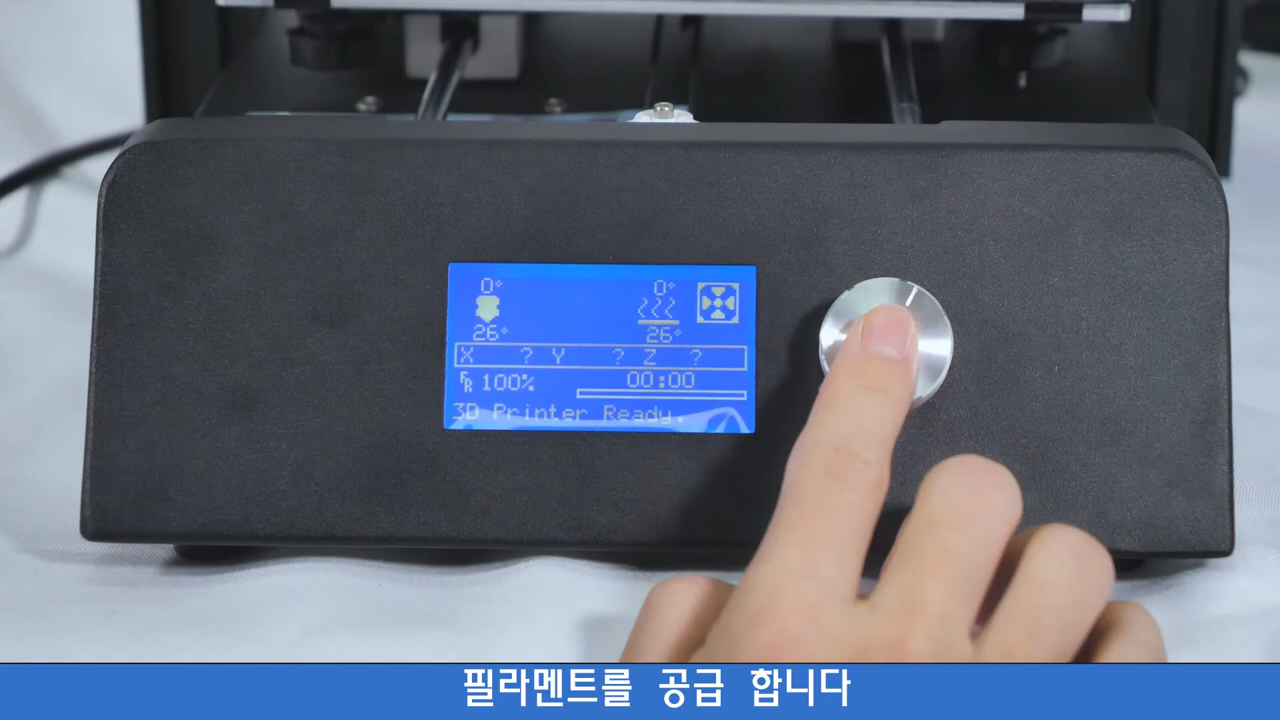 0° 0°
26° 26°
X ? Y ? Z ?
FR 100% 00:00
3D Printer Ready.
필라멘트를 공급 합니다